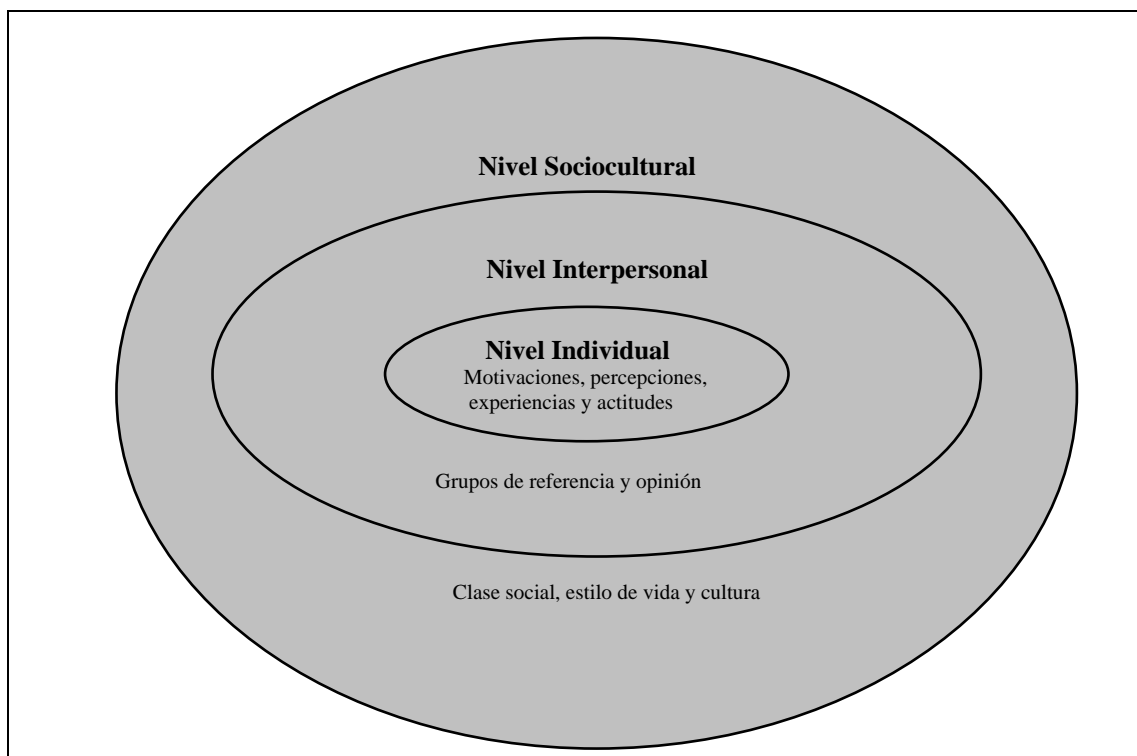 Nivel Sociocultural
Nivel Interpersonal
Nivel Individual
Motivaciones, percepciones,
experiencias y actitudes
Grupos de referencia y opinión
Clase social, estilo de vida y cultura